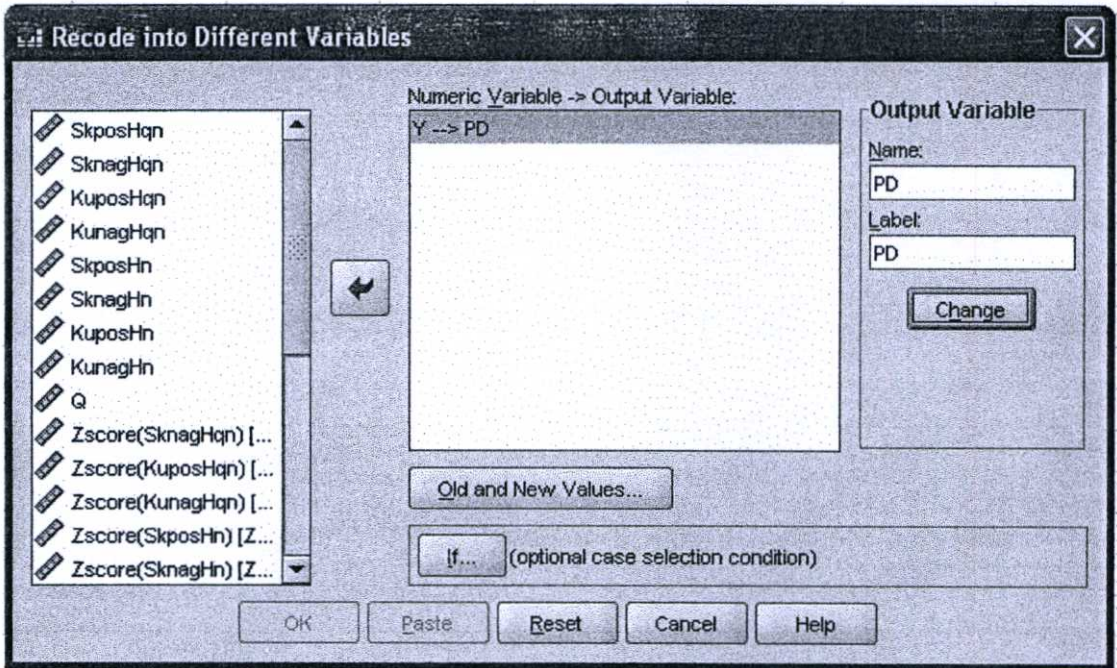 Recode into Different Variables
SkposHqn
SknagHqn
KuposHqn
KunagHqn
SkposHn
SknagHn
KuposHn
KunagHn
Q
Zscore(SknagHqn) [...
Zscore(KuposHqn) [...
Zscore(KunagHqn) [...
Zscore(SkposHn) [Z...
Zscore(SknagHn) [Z...
Numeric Variable -> Output Variable:
Y --> PD
Output Variable
Name:
PD
Label:
PD
Change
Old and New Values...
If... (optional case selection condition)
OK Paste Reset Cancel Help